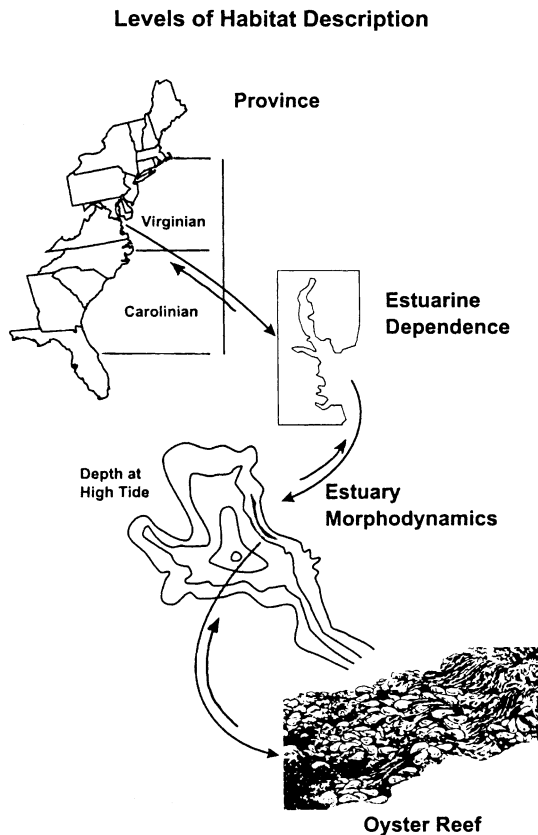 Levels of Habitat Description
Province
Virginian
Carolinian
Estuarine
Dependence
Depth at
High Tide
Estuary
Morphodynamics
Oyster Reef